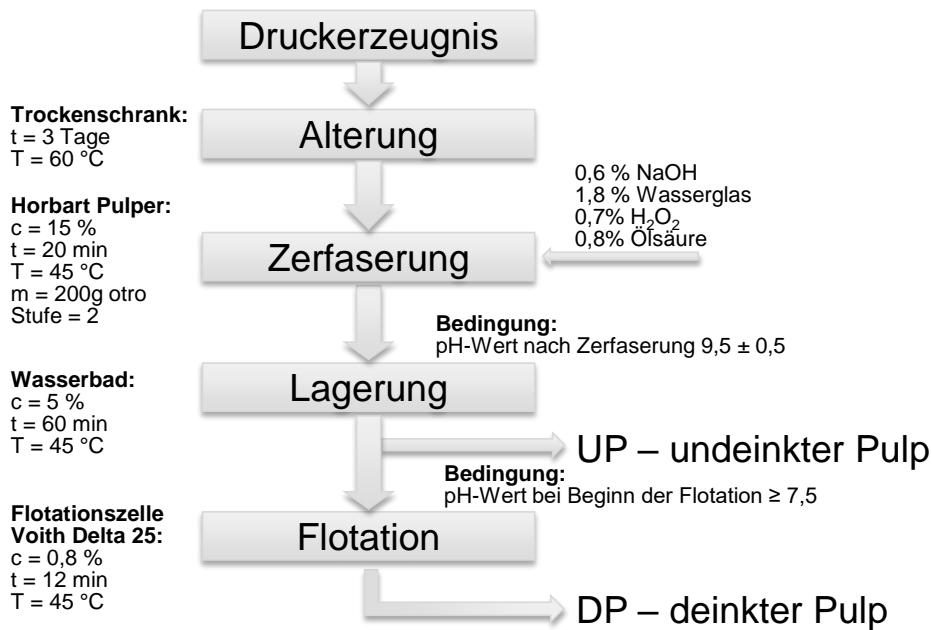 Druckerzeugnis
Trockenschrank:
t = 3 Tage
T = 60 °C
Alterung
0,6 % NaOH
1,8 % Wasserglas
0,7% H₂O₂
0,8% Ölsäure
Horbart Pulper:
c = 15 %
t = 20 min
T = 45 °C
m = 200g otro
Stufe = 2
Zerfaserung
Bedingung:
pH-Wert nach Zerfaserung 9,5 ± 0,5
Wasserbad:
c = 5 %
t = 60 min
T = 45 °C
Lagerung
UP – undeinkter Pulp
Bedingung:
pH-Wert bei Beginn der Flotation ≥ 7,5
Flotationszelle
Voith Delta 25:
c = 0,8 %
t = 12 min
T = 45 °C
Flotation
DP – deinkter Pulp